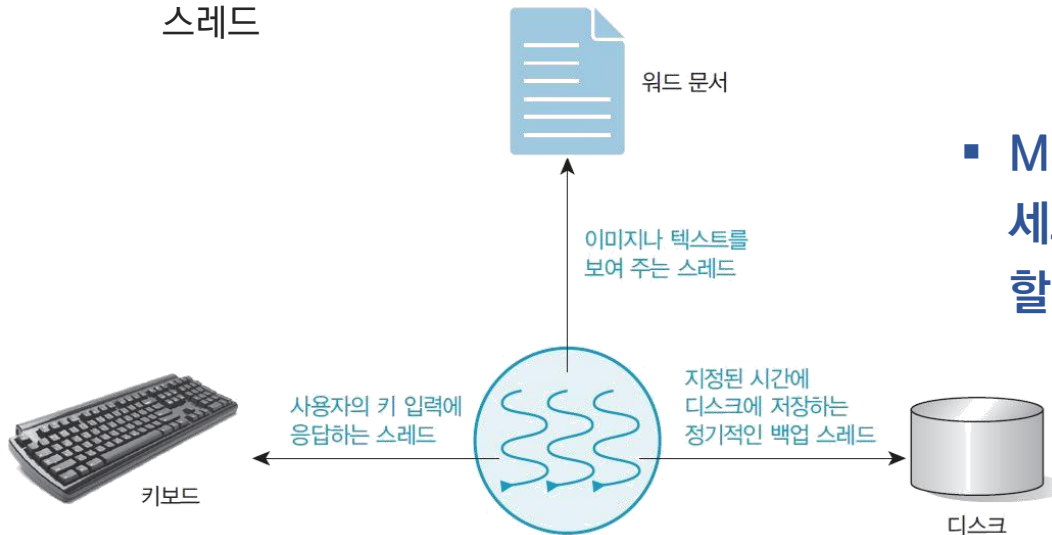 스레드
워드 문서
▪ M
세
할
이미지나 텍스트를
보여 주는 스레드
지정된 시간에
디스크에 저장하는
정기적인 백업 스레드
사용자의 키 입력에
응답하는 스레드
키보드
디스크